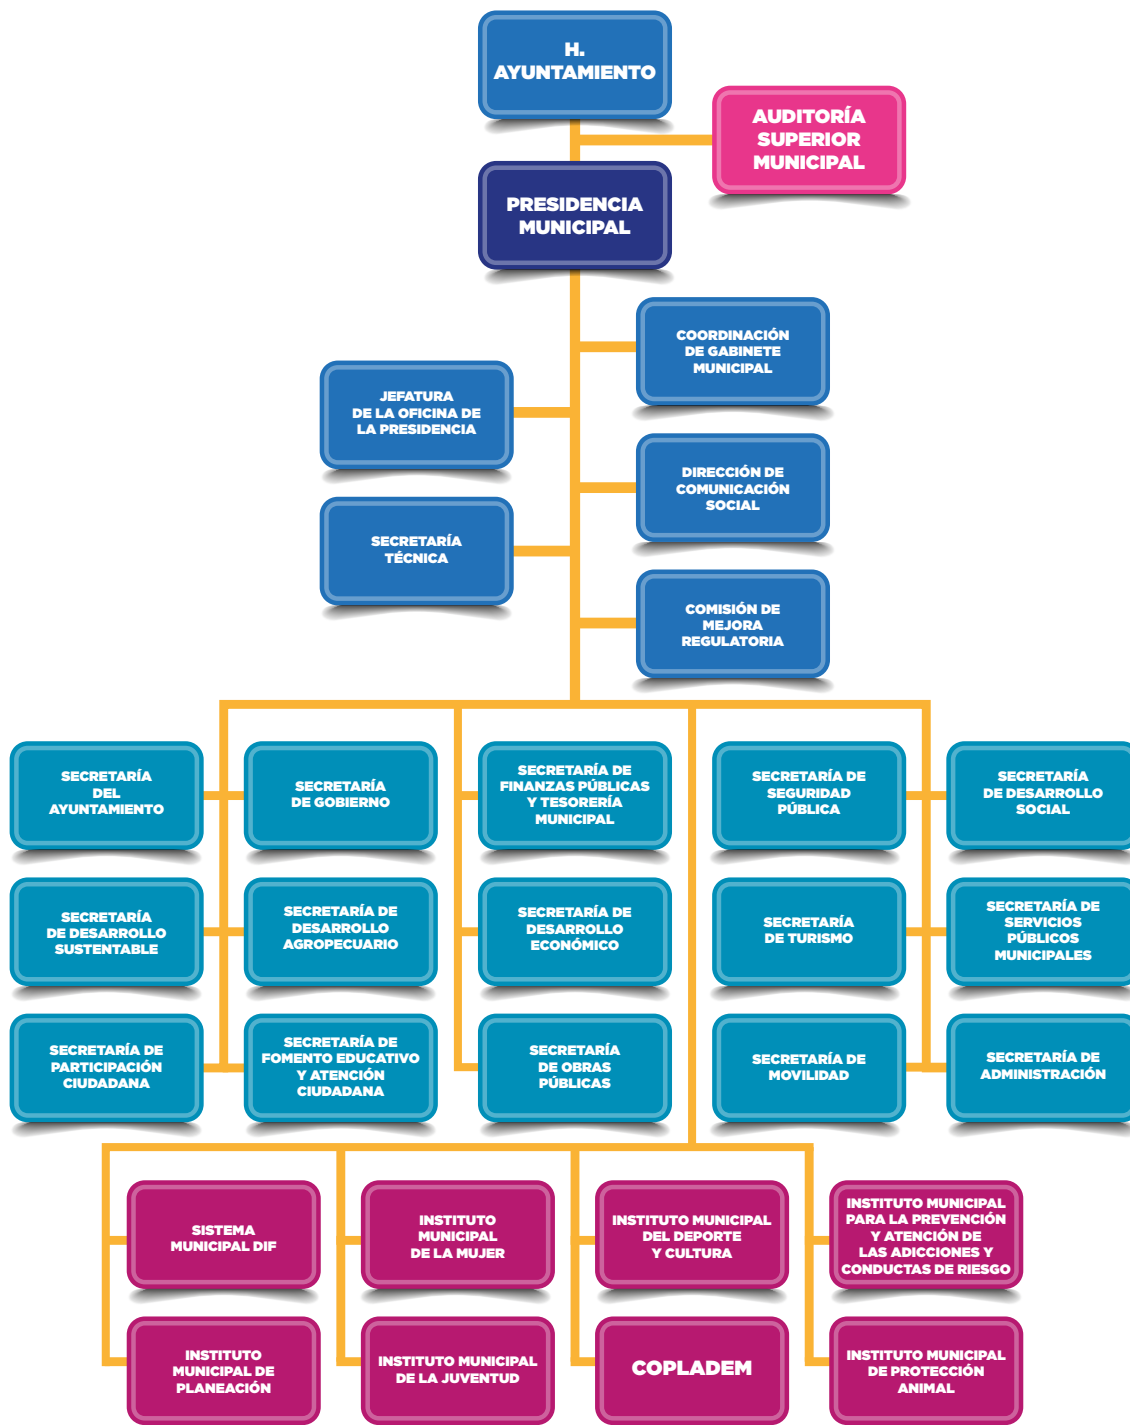 H.
AYUNTAMIENTO
AUDITORÍA
SUPERIOR
MUNICIPAL
PRESIDENCIA
MUNICIPAL
COORDINACIÓN
DE GABINETE
MUNICIPAL
JEFATURA
DE LA OFICINA DE
LA PRESIDENCIA
DIRECCIÓN DE
COMUNICACIÓN
SOCIAL
SECRETARÍA
TÉCNICA
COMISIÓN DE
MEJORA
REGULATORIA
SECRETARÍA
DEL
AYUNTAMIENTO
SECRETARÍA
DE GOBIERNO
SECRETARÍA DE
FINANZAS PÚBLICAS
Y TESORERÍA
MUNICIPAL
SECRETARÍA DE
SEGURIDAD
PÚBLICA
SECRETARÍA
DE DESARROLLO
SOCIAL
SECRETARÍA
DE DESARROLLO
SUSTENTABLE
SECRETARÍA DE
DESARROLLO
AGROPECUARIO
SECRETARÍA DE
DESARROLLO
ECONÓMICO
SECRETARÍA
DE TURISMO
SECRETARÍA DE
SERVICIOS
PÚBLICOS
MUNICIPALES
SECRETARÍA DE
PARTICIPACIÓN
CIUDADANA
SECRETARÍA DE
FOMENTO EDUCATIVO
Y ATENCIÓN
CIUDADANA
SECRETARÍA
DE OBRAS
PÚBLICAS
SECRETARÍA DE
MOVILIDAD
SECRETARÍA DE
ADMINISTRACIÓN
SISTEMA
MUNICIPAL DIF
INSTITUTO
MUNICIPAL
DE LA MUJER
INSTITUTO MUNICIPAL
DEL DEPORTE
Y CULTURA
INSTITUTO MUNICIPAL
PARA LA PREVENCIÓN
Y ATENCIÓN DE
LAS ADICCIONES Y
CONDUCTAS DE RIESGO
INSTITUTO
MUNICIPAL DE
PLANEACIÓN
INSTITUTO MUNICIPAL
DE LA JUVENTUD
COPLADEM
INSTITUTO MUNICIPAL
DE PROTECCIÓN
ANIMAL